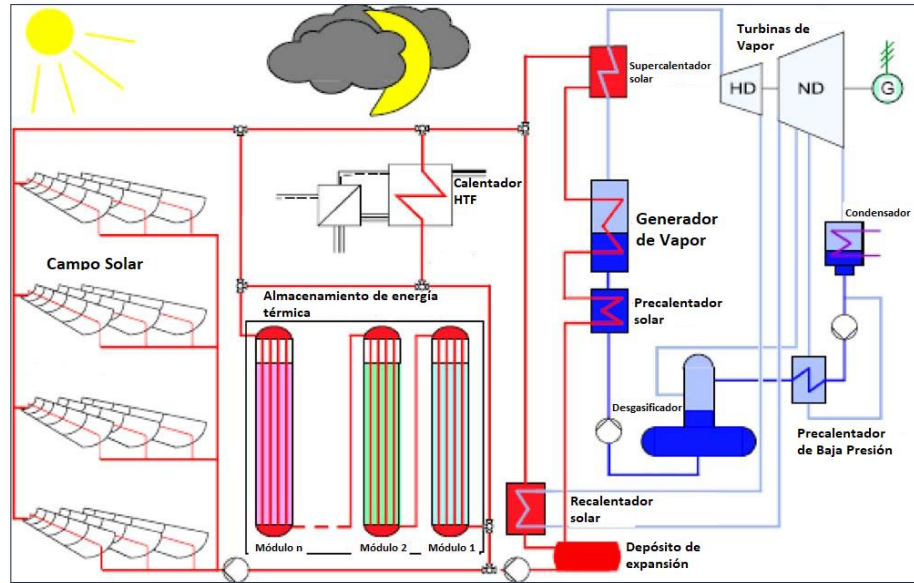 Turbinas de
Vapor
Supercalentador
solar
HD
ND
G
Calentador
HTF
Condensador
Generador
de Vapor
Campo Solar
Almacenamiento de energía
térmica
Precalentador
solar
Desgasificador
Precalentador
de Baja Presión
Recalentador
solar
Módulo n
Módulo 2
Módulo 1
Depósito de
expansión